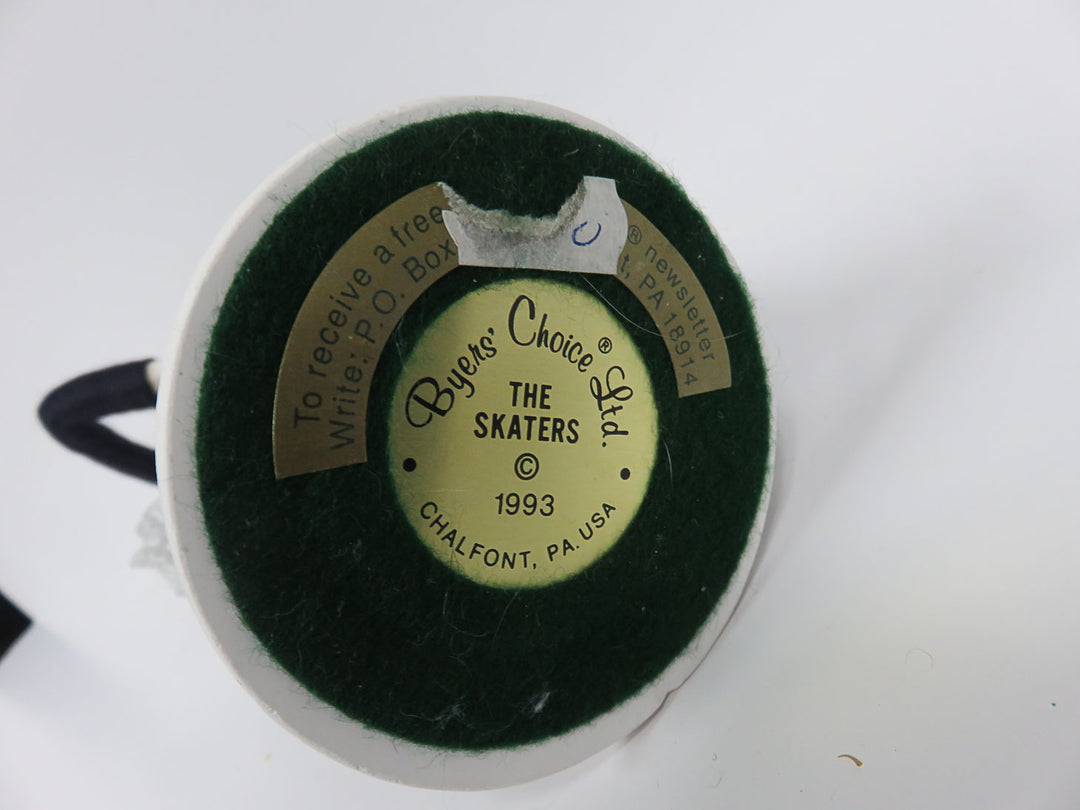 To receive a free
Write: P.O. Box
O
® newsletter
t, PA 18914
Byers' Choice® Ltd.
THE
SKATERS
©
1993
CHALFONT, PA. USA